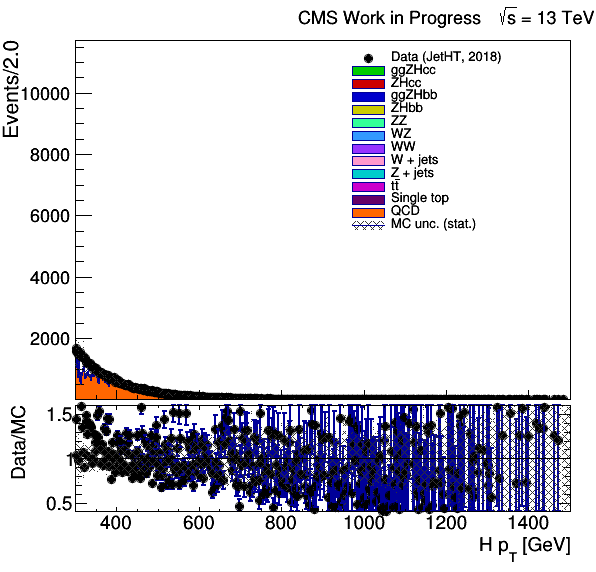 CMS Work in Progress √s = 13 TeV
Events/2.0
10000
8000
6000
4000
2000
Data (JetHT, 2018)
ggZHcc
ZHcc
ggZHbb
ZHbb
ZZ
WZ
WW
W + jets
Z + jets
tt̄
Single top
QCD
MC unc. (stat.)
Data/MC
1.5
1
0.5
400 600 800 1000 1200 1400
H p_T [GeV]